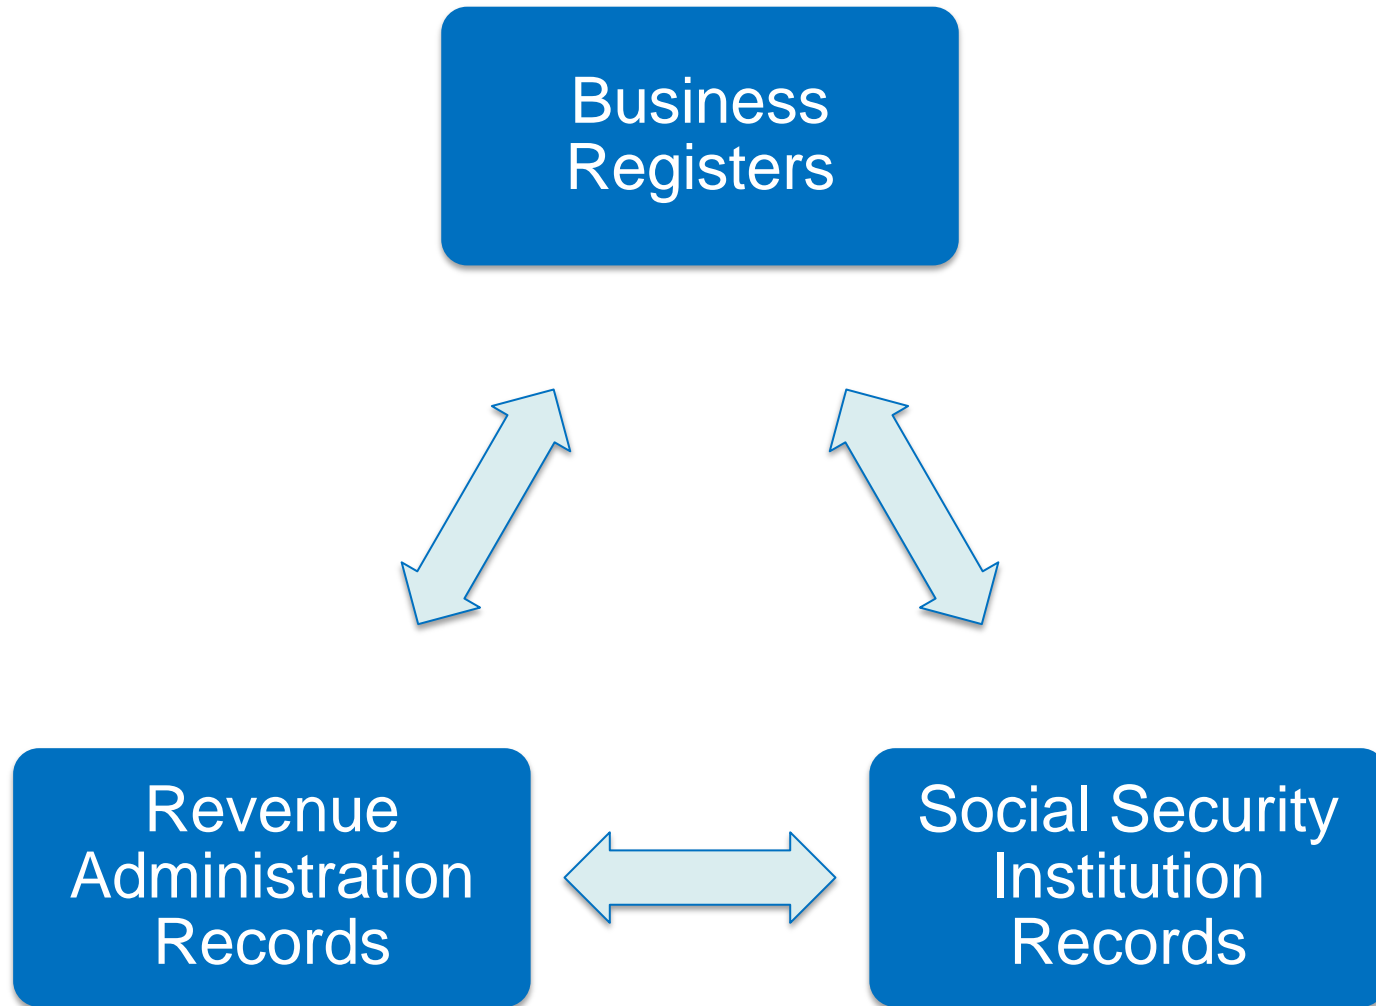 Business
Registers
Revenue
Administration
Records
Social Security
Institution
Records